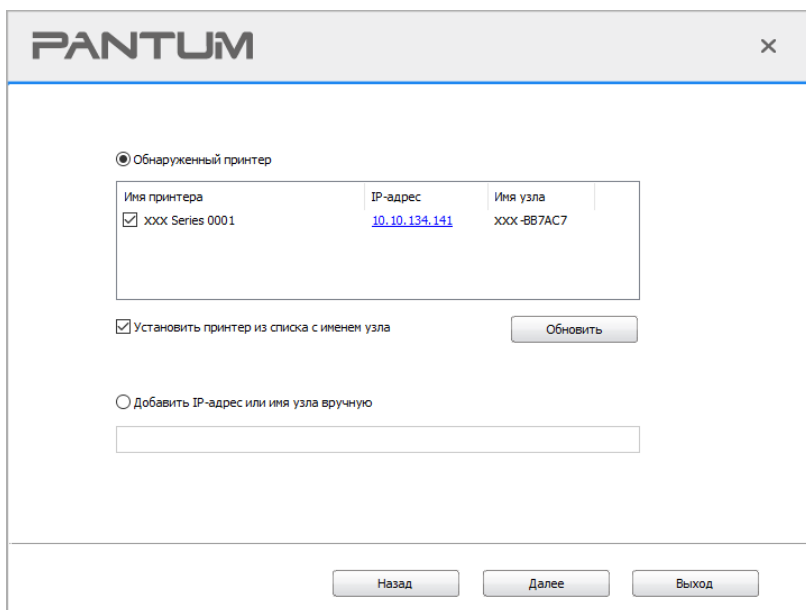 PANTUM
Обнаруженный принтер
Имя принтера IP-адрес Имя узла
XXX Series 0001 10.10.134.141 XXX -BB7AC7
Установить принтер из списка с именем узла Обновить
Добавить IP-адрес или имя узла вручную
Назад Далее Выход